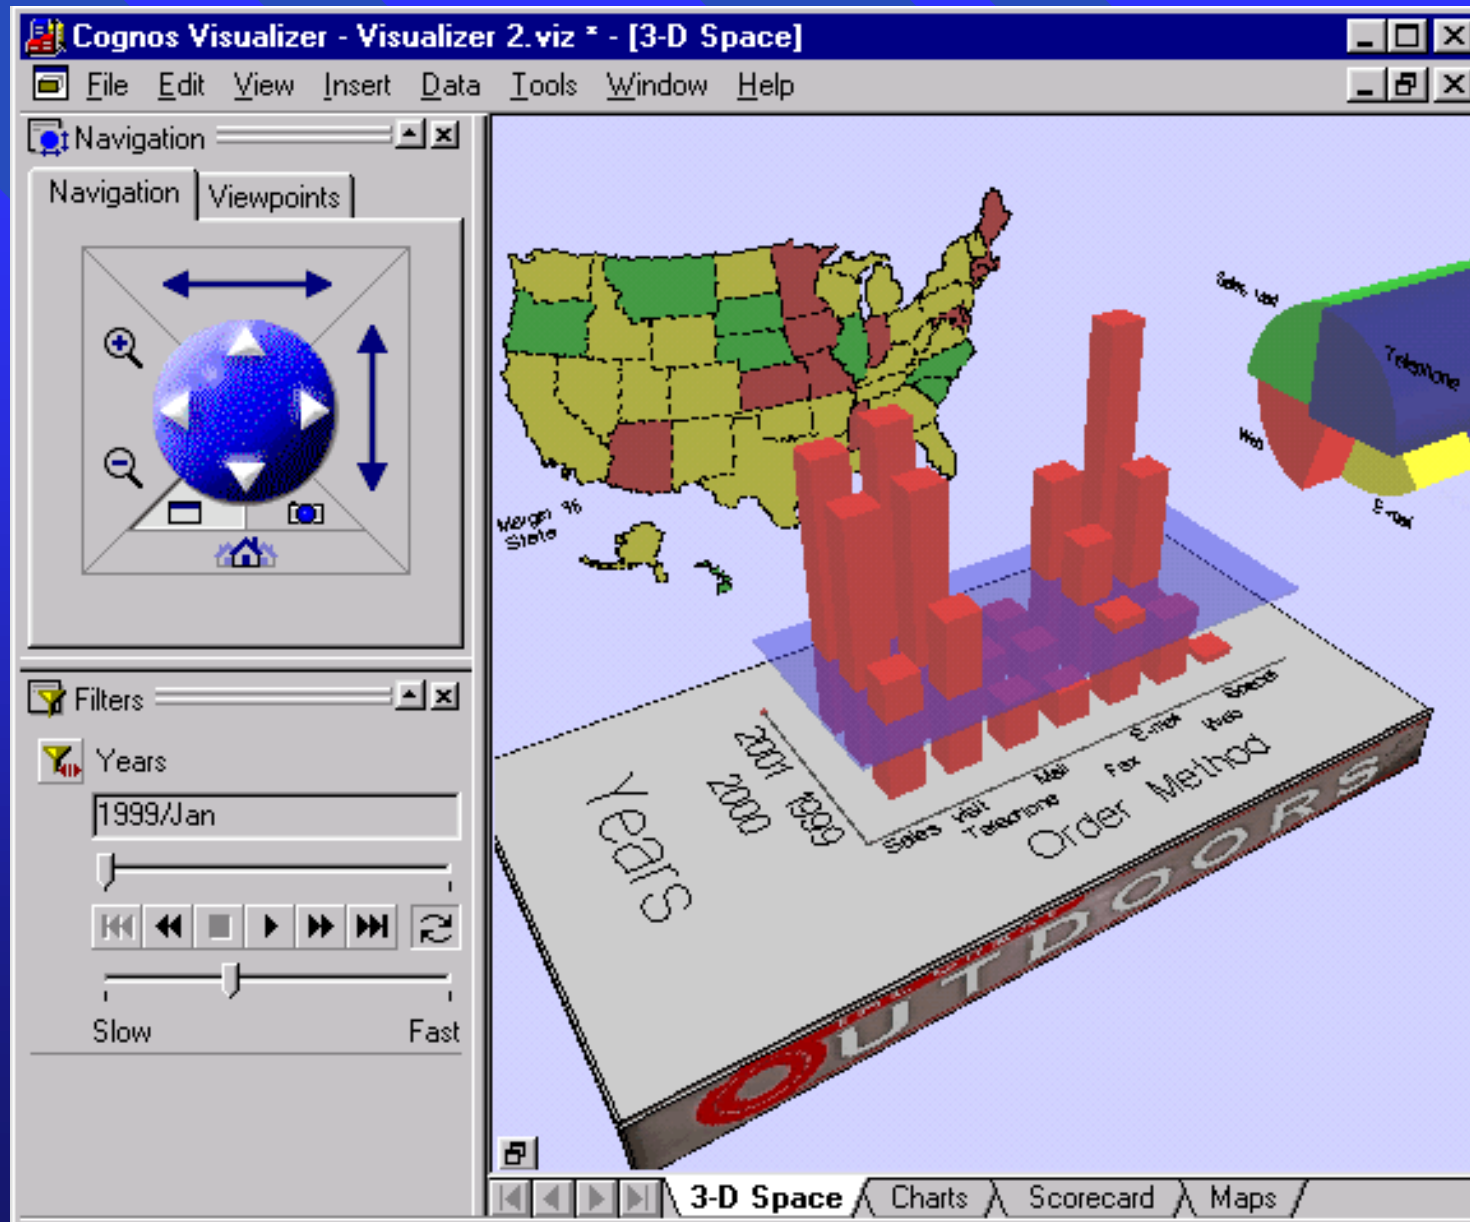 Cognos Visualizer - Visualizer 2.viz * - [3-D Space]
File Edit View Insert Data Tools Window Help
Navigation
Navigation Viewpoints
Filters
Years
1999/Jan
Slow Fast
Margin %
State
Sales visit
Telephone
Web
E-mail
2001
2000
1999
Years
Sales visit
Telephone
Mail
Fax
E-mail
Web
Special
Order Method
OUTDOORS
3-D Space Charts Scorecard Maps